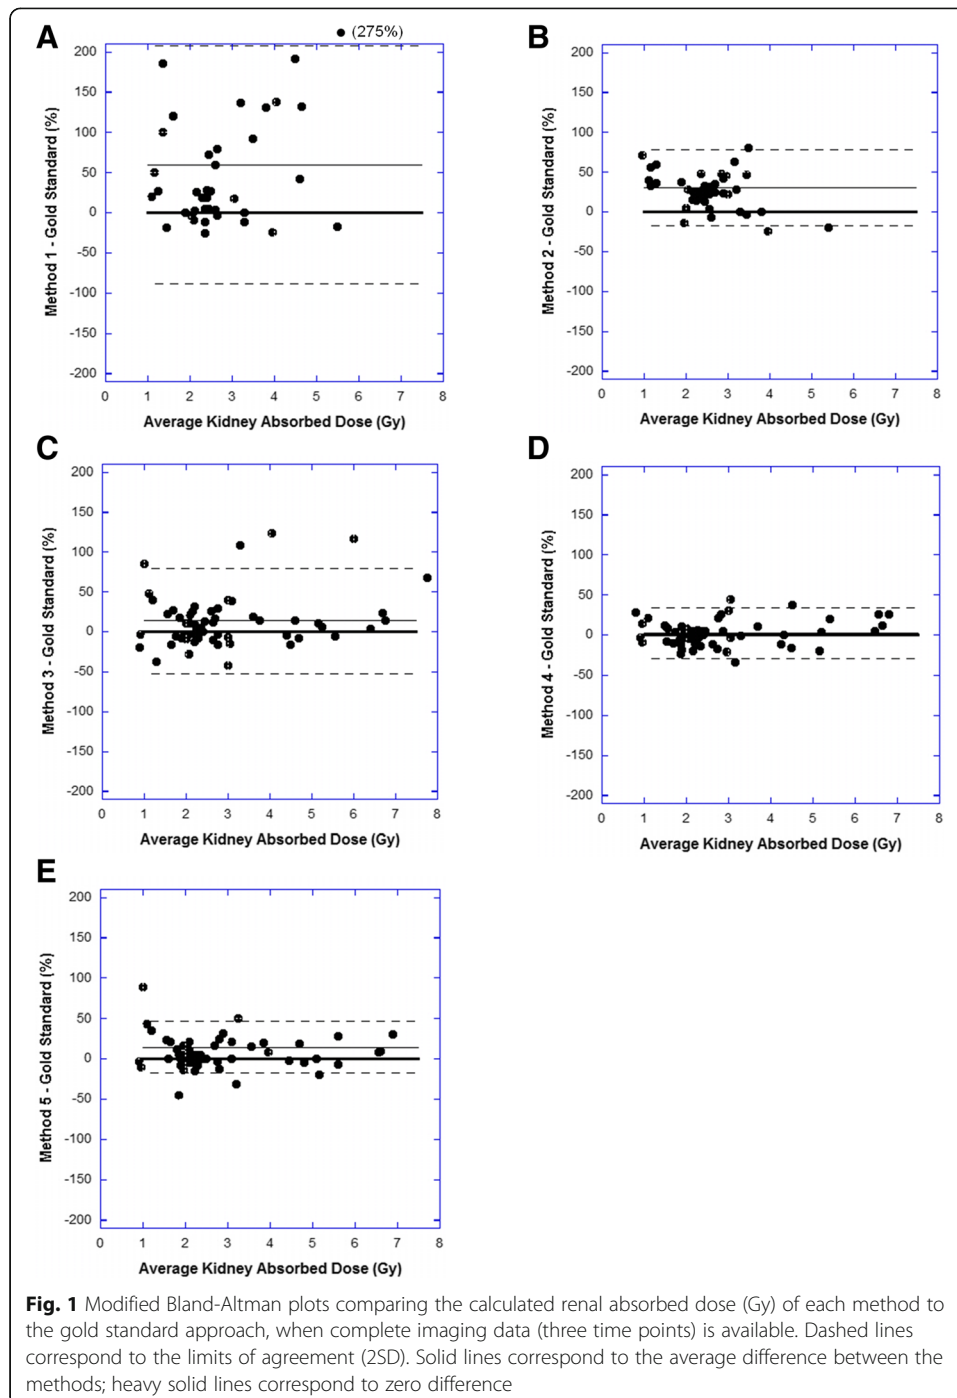 A
(275%)
200
150
100
50
0
-50
-100
-150
-200
Method 1 - Gold Standard (%)
0 1 2 3 4 5 6 7 8
Average Kidney Absorbed Dose (Gy)
B
200
150
100
50
0
-50
-100
-150
-200
Method 2 - Gold Standard (%)
0 1 2 3 4 5 6 7 8
Average Kidney Absorbed Dose (Gy)
C
200
150
100
50
0
-50
-100
-150
-200
Method 3 - Gold Standard (%)
0 1 2 3 4 5 6 7 8
Average Kidney Absorbed Dose (Gy)
D
200
150
100
50
0
-50
-100
-150
-200
Method 4 - Gold Standard (%)
0 1 2 3 4 5 6 7 8
Average Kidney Absorbed Dose (Gy)
E
200
150
100
50
0
-50
-100
-150
-200
Method 5 - Gold Standard (%)
0 1 2 3 4 5 6 7 8
Average Kidney Absorbed Dose (Gy)
Fig. 1 Modified Bland-Altman plots comparing the calculated renal absorbed dose (Gy) of each method to
the gold standard approach, when complete imaging data (three time points) is available. Dashed lines
correspond to the limits of agreement (2SD). Solid lines correspond to the average difference between the
methods; heavy solid lines correspond to zero difference